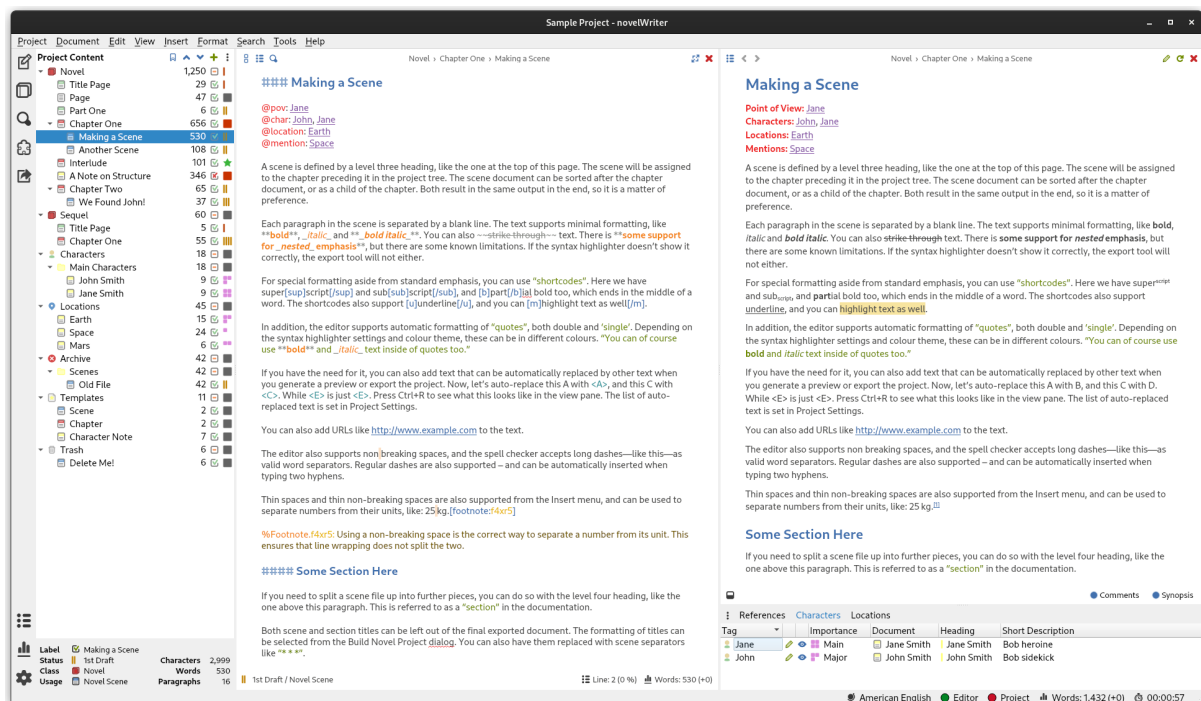 Sample Project - novelWriter
Project Document Edit View Insert Format Search Tools Help
Project Content
Novel 1,250
Title Page 29
Page 47
Part One 6
Chapter One 656
Making a Scene 530
Another Scene 108
Interlude 101
A Note on Structure 346
Chapter Two 65
We Found John! 37
Sequel 60
Title Page 5
Chapter One 55
Characters 18
Main Characters 18
John Smith 9
Jane Smith 9
Locations 45
Earth 15
Space 24
Mars 6
Archive 42
Scenes 42
Old File 42
Templates 11
Scene 2
Chapter 2
Character Note 7
Trash 6
Delete Me! 6
Label Making a Scene
Status 1st Draft Characters 2,999
Class Novel Words 530
Usage Novel Scene Paragraphs 16
Novel › Chapter One › Making a Scene
### Making a Scene
@pov: Jane
@char: John, Jane
@location: Earth
@mention: Space
A scene is defined by a level three heading, like the one at the top of this page. The scene will be assigned
to the chapter preceding it in the project tree. The scene document can be sorted after the chapter
document, or as a child of the chapter. Both result in the same output in the end, so it is a matter of
preference.
Each paragraph in the scene is separated by a blank line. The text supports minimal formatting, like
**bold**, _italic_ and **_bold italic_**. You can also ~~strike through~~ text. There is **some support
for _nested_ emphasis**, but there are some known limitations. If the syntax highlighter doesn't show it
correctly, the export tool will not either.
For special formatting aside from standard emphasis, you can use “shortcodes”. Here we have
super[sup]script[/sup] and sub[sub]script[/sub], and [b]part[/b]ial bold too, which ends in the middle of a
word. The shortcodes also support [u]underline[/u], and you can [m]highlight text as well[/m].
In addition, the editor supports automatic formatting of “quotes”, both double and ‘single’. Depending on
the syntax highlighter settings and colour theme, these can be in different colours. “You can of course
use **bold** and _italic_ text inside of quotes too.”
If you have the need for it, you can also add text that can be automatically replaced by other text when
you generate a preview or export the project. Now, let's auto-replace this A with <A>, and this C with
<C>. While <E> is just <E>. Press Ctrl+R to see what this looks like in the view pane. The list of auto-
replaced text is set in Project Settings.
You can also add URLs like http://www.example.com to the text.
The editor also supports non breaking spaces, and the spell checker accepts long dashes—like this—as
valid word separators. Regular dashes are also supported – and can be automatically inserted when
typing two hyphens.
Thin spaces and thin non-breaking spaces are also supported from the Insert menu, and can be used to
separate numbers from their units, like: 25 kg.[footnote:f4xr5]
%Footnote.f4xr5: Using a non-breaking space is the correct way to separate a number from its unit. This
ensures that line wrapping does not split the two.
#### Some Section Here
If you need to split a scene file up into further pieces, you can do so with the level four heading, like the
one above this paragraph. This is referred to as a “section” in the documentation.
Both scene and section titles can be left out of the final exported document. The formatting of titles can
be selected from the Build Novel Project dialog. You can also have them replaced with scene separators
like “* * *”.
1st Draft / Novel Scene Line: 2 (0 %) Words: 530 (+0)
Novel › Chapter One › Making a Scene
Making a Scene
Point of View: Jane
Characters: John, Jane
Locations: Earth
Mentions: Space
A scene is defined by a level three heading, like the one at the top of this page. The scene will be assigned
to the chapter preceding it in the project tree. The scene document can be sorted after the chapter
document, or as a child of the chapter. Both result in the same output in the end, so it is a matter of
preference.
Each paragraph in the scene is separated by a blank line. The text supports minimal formatting, like bold,
italic and bold italic. You can also strike through text. There is some support for nested emphasis, but
there are some known limitations. If the syntax highlighter doesn't show it correctly, the export tool will
not either.
For special formatting aside from standard emphasis, you can use “shortcodes”. Here we have superscript
and subscript, and partial bold too, which ends in the middle of a word. The shortcodes also support
underline, and you can highlight text as well.
In addition, the editor supports automatic formatting of “quotes”, both double and ‘single’. Depending on
the syntax highlighter settings and colour theme, these can be in different colours. “You can of course use
bold and italic text inside of quotes too.”
If you have the need for it, you can also add text that can be automatically replaced by other text when
you generate a preview or export the project. Now, let's auto-replace this A with B, and this C with D.
While <E> is just <E>. Press Ctrl+R to see what this looks like in the view pane. The list of auto-replaced
text is set in Project Settings.
You can also add URLs like http://www.example.com to the text.
The editor also supports non breaking spaces, and the spell checker accepts long dashes—like this—as
valid word separators. Regular dashes are also supported – and can be automatically inserted when
typing two hyphens.
Thin spaces and thin non-breaking spaces are also supported from the Insert menu, and can be used to
separate numbers from their units, like: 25 kg.[1]
Some Section Here
If you need to split a scene file up into further pieces, you can do so with the level four heading, like the
one above this paragraph. This is referred to as a “section” in the documentation.
Comments Synopsis
References Characters Locations
Tag Importance Document Heading Short Description
Jane Main Jane Smith Jane Smith Bob heroine
John Major John Smith John Smith Bob sidekick
American English Editor Project Words: 1,432 (+0) 00:00:57